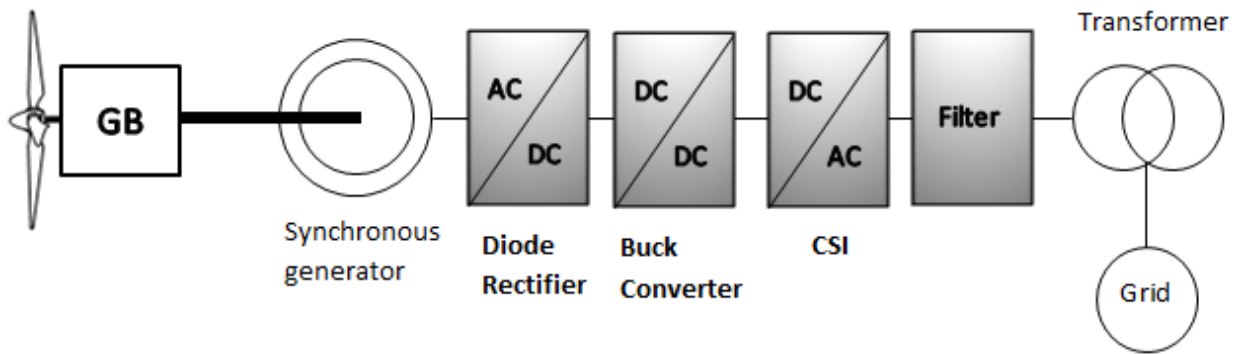 Transformer
GB
AC
DC
DC
DC
DC
AC
Filter
Synchronous
generator
Diode
Rectifier
Buck
Converter
CSI
Grid